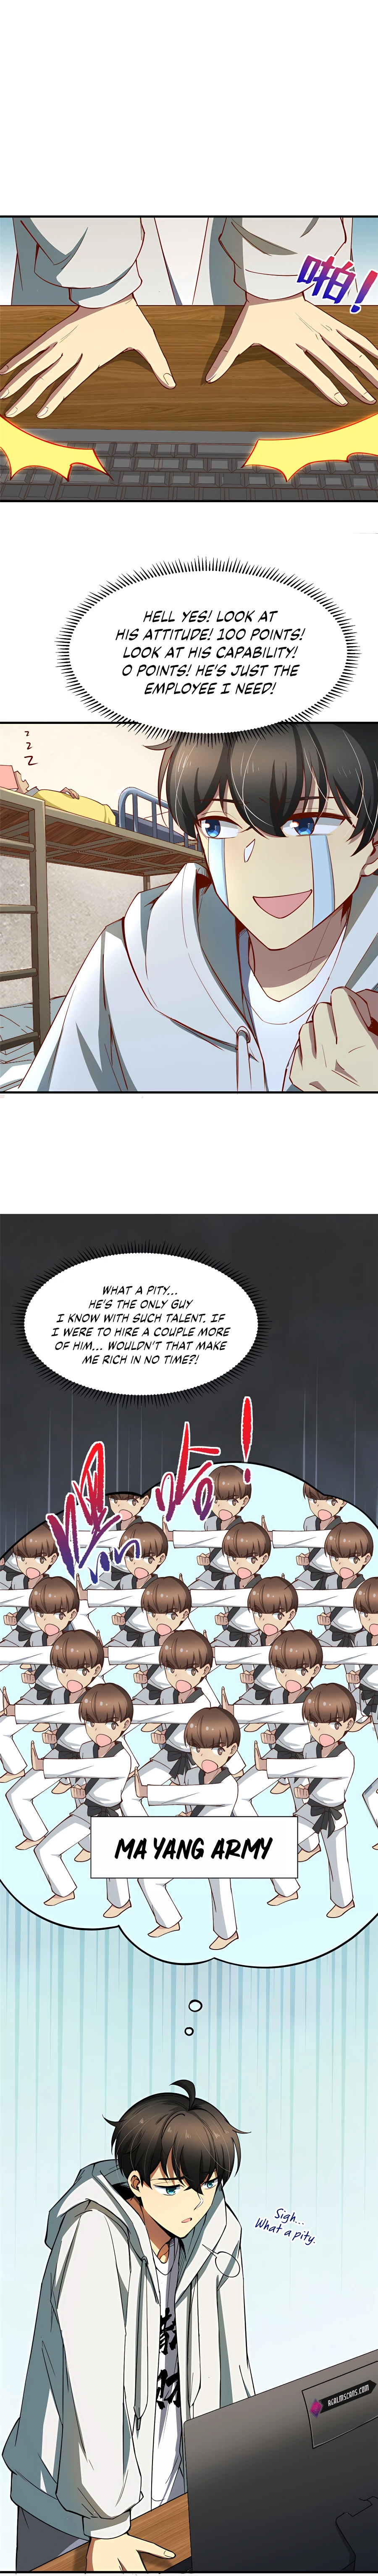 啪!
HELL YES! LOOK AT
HIS ATTITUDE! 100 POINTS!
LOOK AT HIS CAPABILITY!
0 POINTS! HE'S JUST THE
EMPLOYEE I NEED!
z
z
Z
WHAT A PITY...
HE'S THE ONLY GUY
I KNOW WITH SUCH TALENT. IF
I WERE TO HIRE A COUPLE MORE
OF HIM... WOULDN'T THAT MAKE
ME RICH IN NO TIME?!
嘿哈!
MA YANG ARMY
Sigh...
What a pity.
REALMSCANS.COM